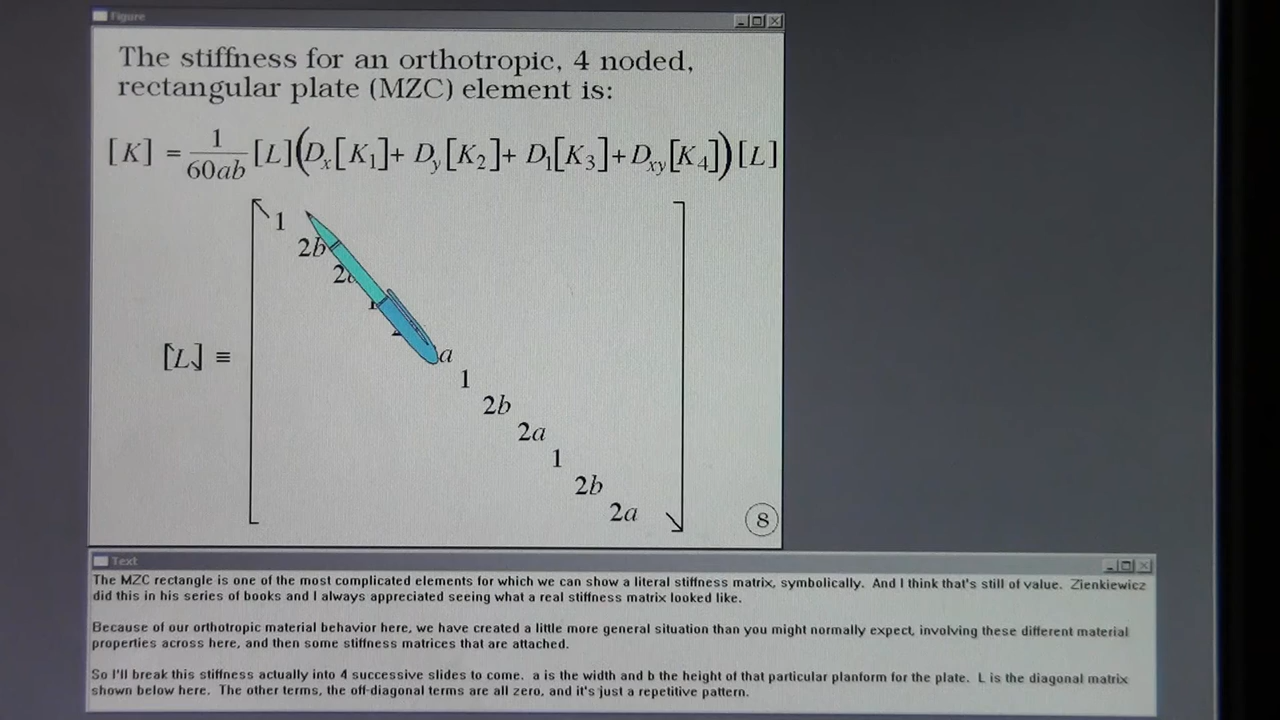 Figure
The stiffness for an orthotropic, 4 noded,
rectangular plate (MZC) element is:
[K] = 1/60ab [L](Dx[K1]+ Dy[K2]+ D1[K3]+Dxy[K4])[L]
1
2b
1
a
1
[L] ≡
2b
2a
1
2b
2a
8
Text
The MZC rectangle is one of the most complicated elements for which we can show a literal stiffness matrix, symbolically. And I think that's still of value. Zienkiewicz
did this in his series of books and I always appreciated seeing what a real stiffness matrix looked like.
Because of our orthotropic material behavior here, we have created a little more general situation than you might normally expect, involving these different material
properties across here, and then some stiffness matrices that are attached.
So I'll break this stiffness actually into 4 successive slides to come. a is the width and b the height of that particular planform for the plate. L is the diagonal matrix
shown below here. The other terms, the off-diagonal terms are all zero, and it's just a repetitive pattern.